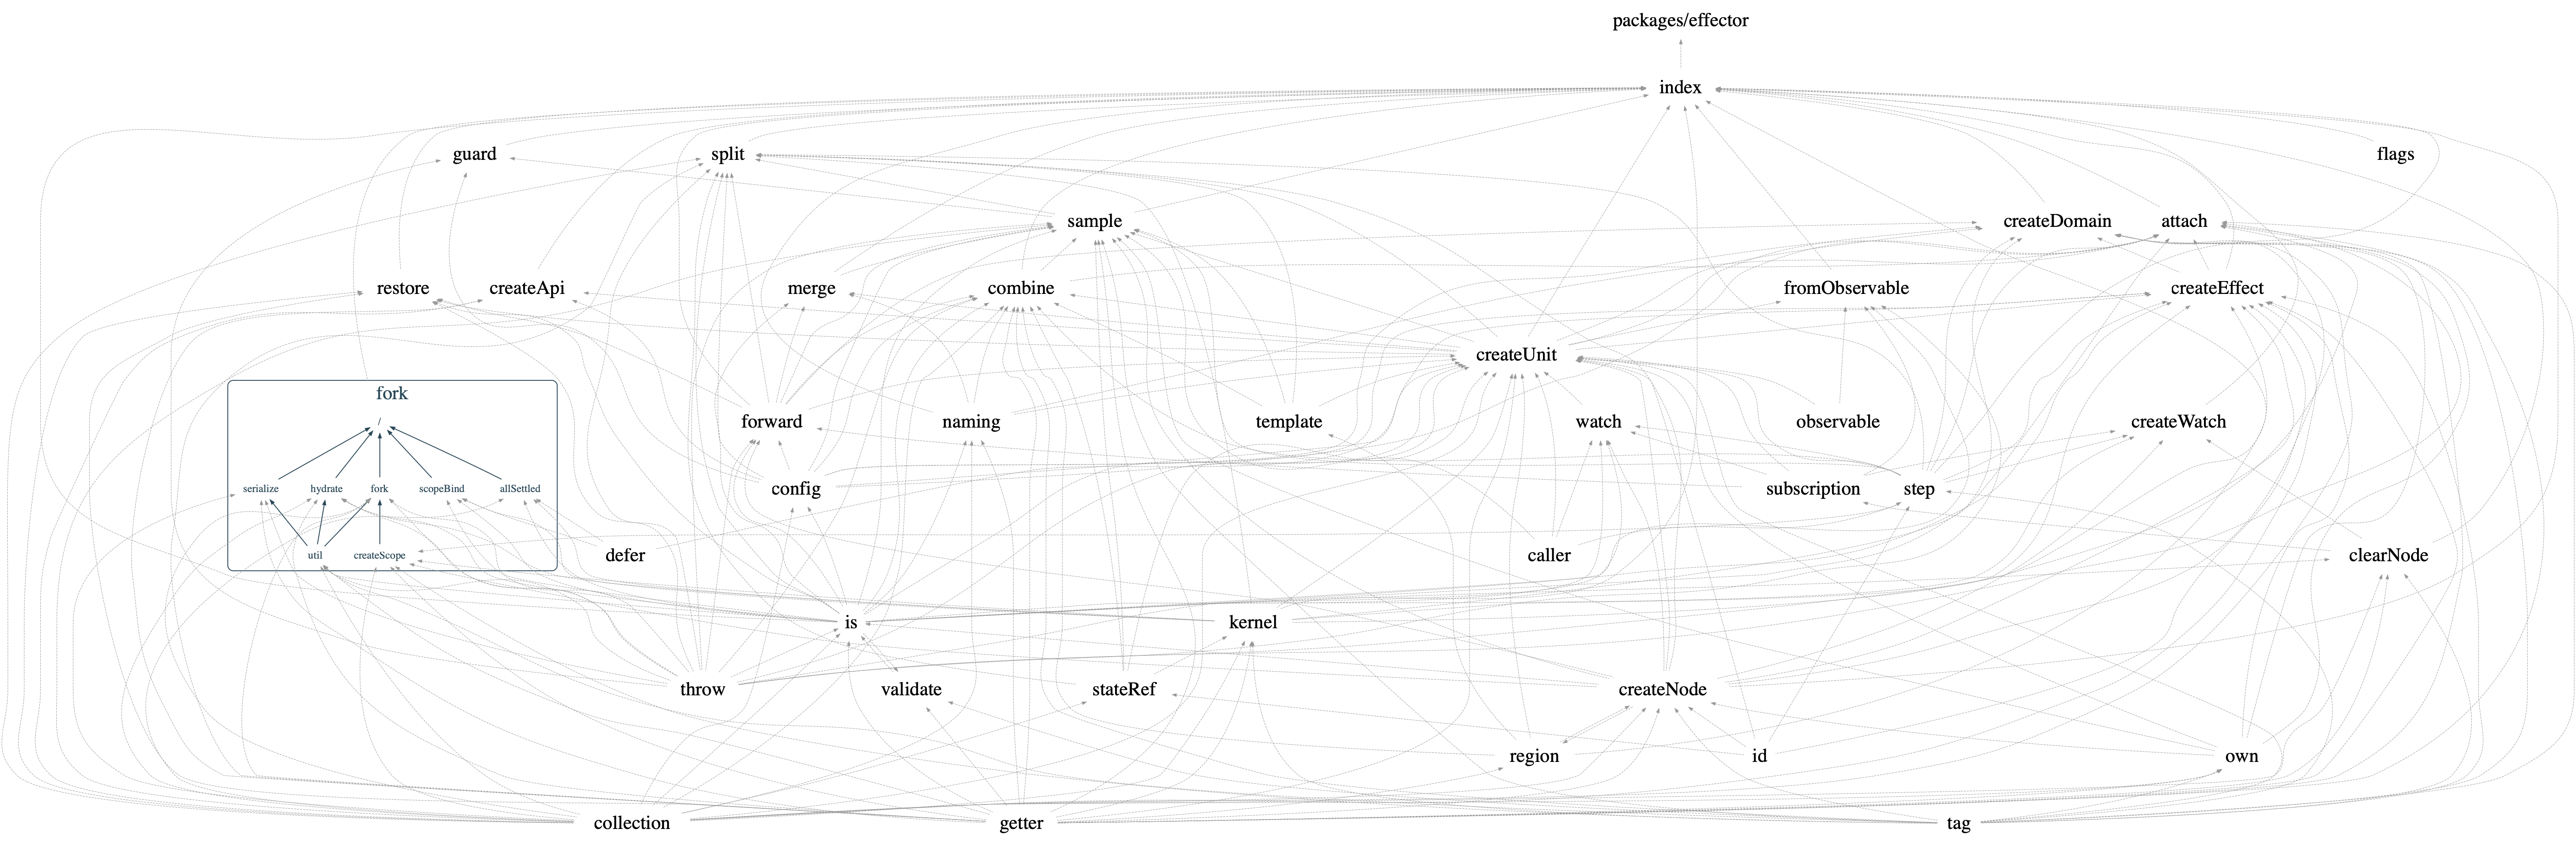 packages/effector
index
guard
split
flags
sample
createDomain
attach
restore
createApi
merge
combine
fromObservable
createEffect
createUnit
fork
/
forward
naming
template
watch
observable
createWatch
serialize
hydrate
fork
scopeBind
allSettled
config
subscription
step
util
createScope
defer
caller
clearNode
is
kernel
throw
validate
stateRef
createNode
region
id
own
collection
getter
tag